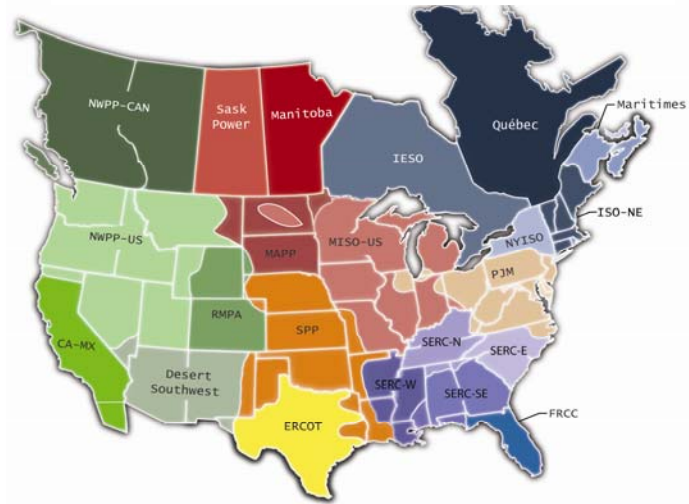 NWPP-CAN
Sask
Power
Manitoba
Québec
Maritimes
IESO
ISO-NE
NWPP-US
MISO-US
NYISO
MAPP
PJM
RMPA
SPP
CA-MX
SERC-N
SERC-E
Desert
Southwest
SERC-W
SERC-SE
FRCC
ERCOT